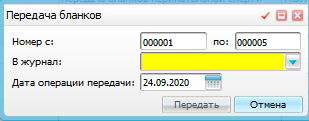 Передача бланков
Номер с: 000001 по: 000005
В журнал:
Дата операции передачи: 24.09.2020
Передать Отмена